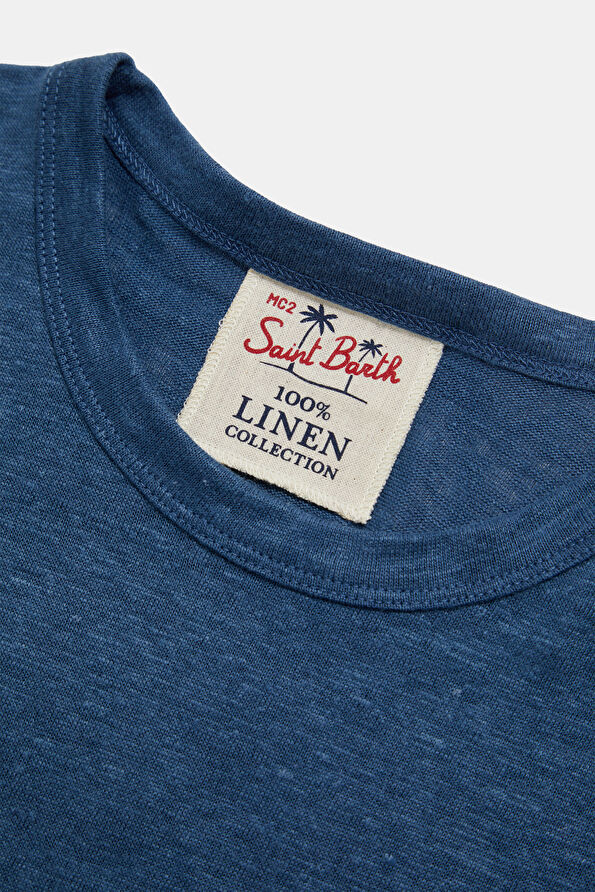 MC2
Saint Barth
100%
LINEN
COLLECTION